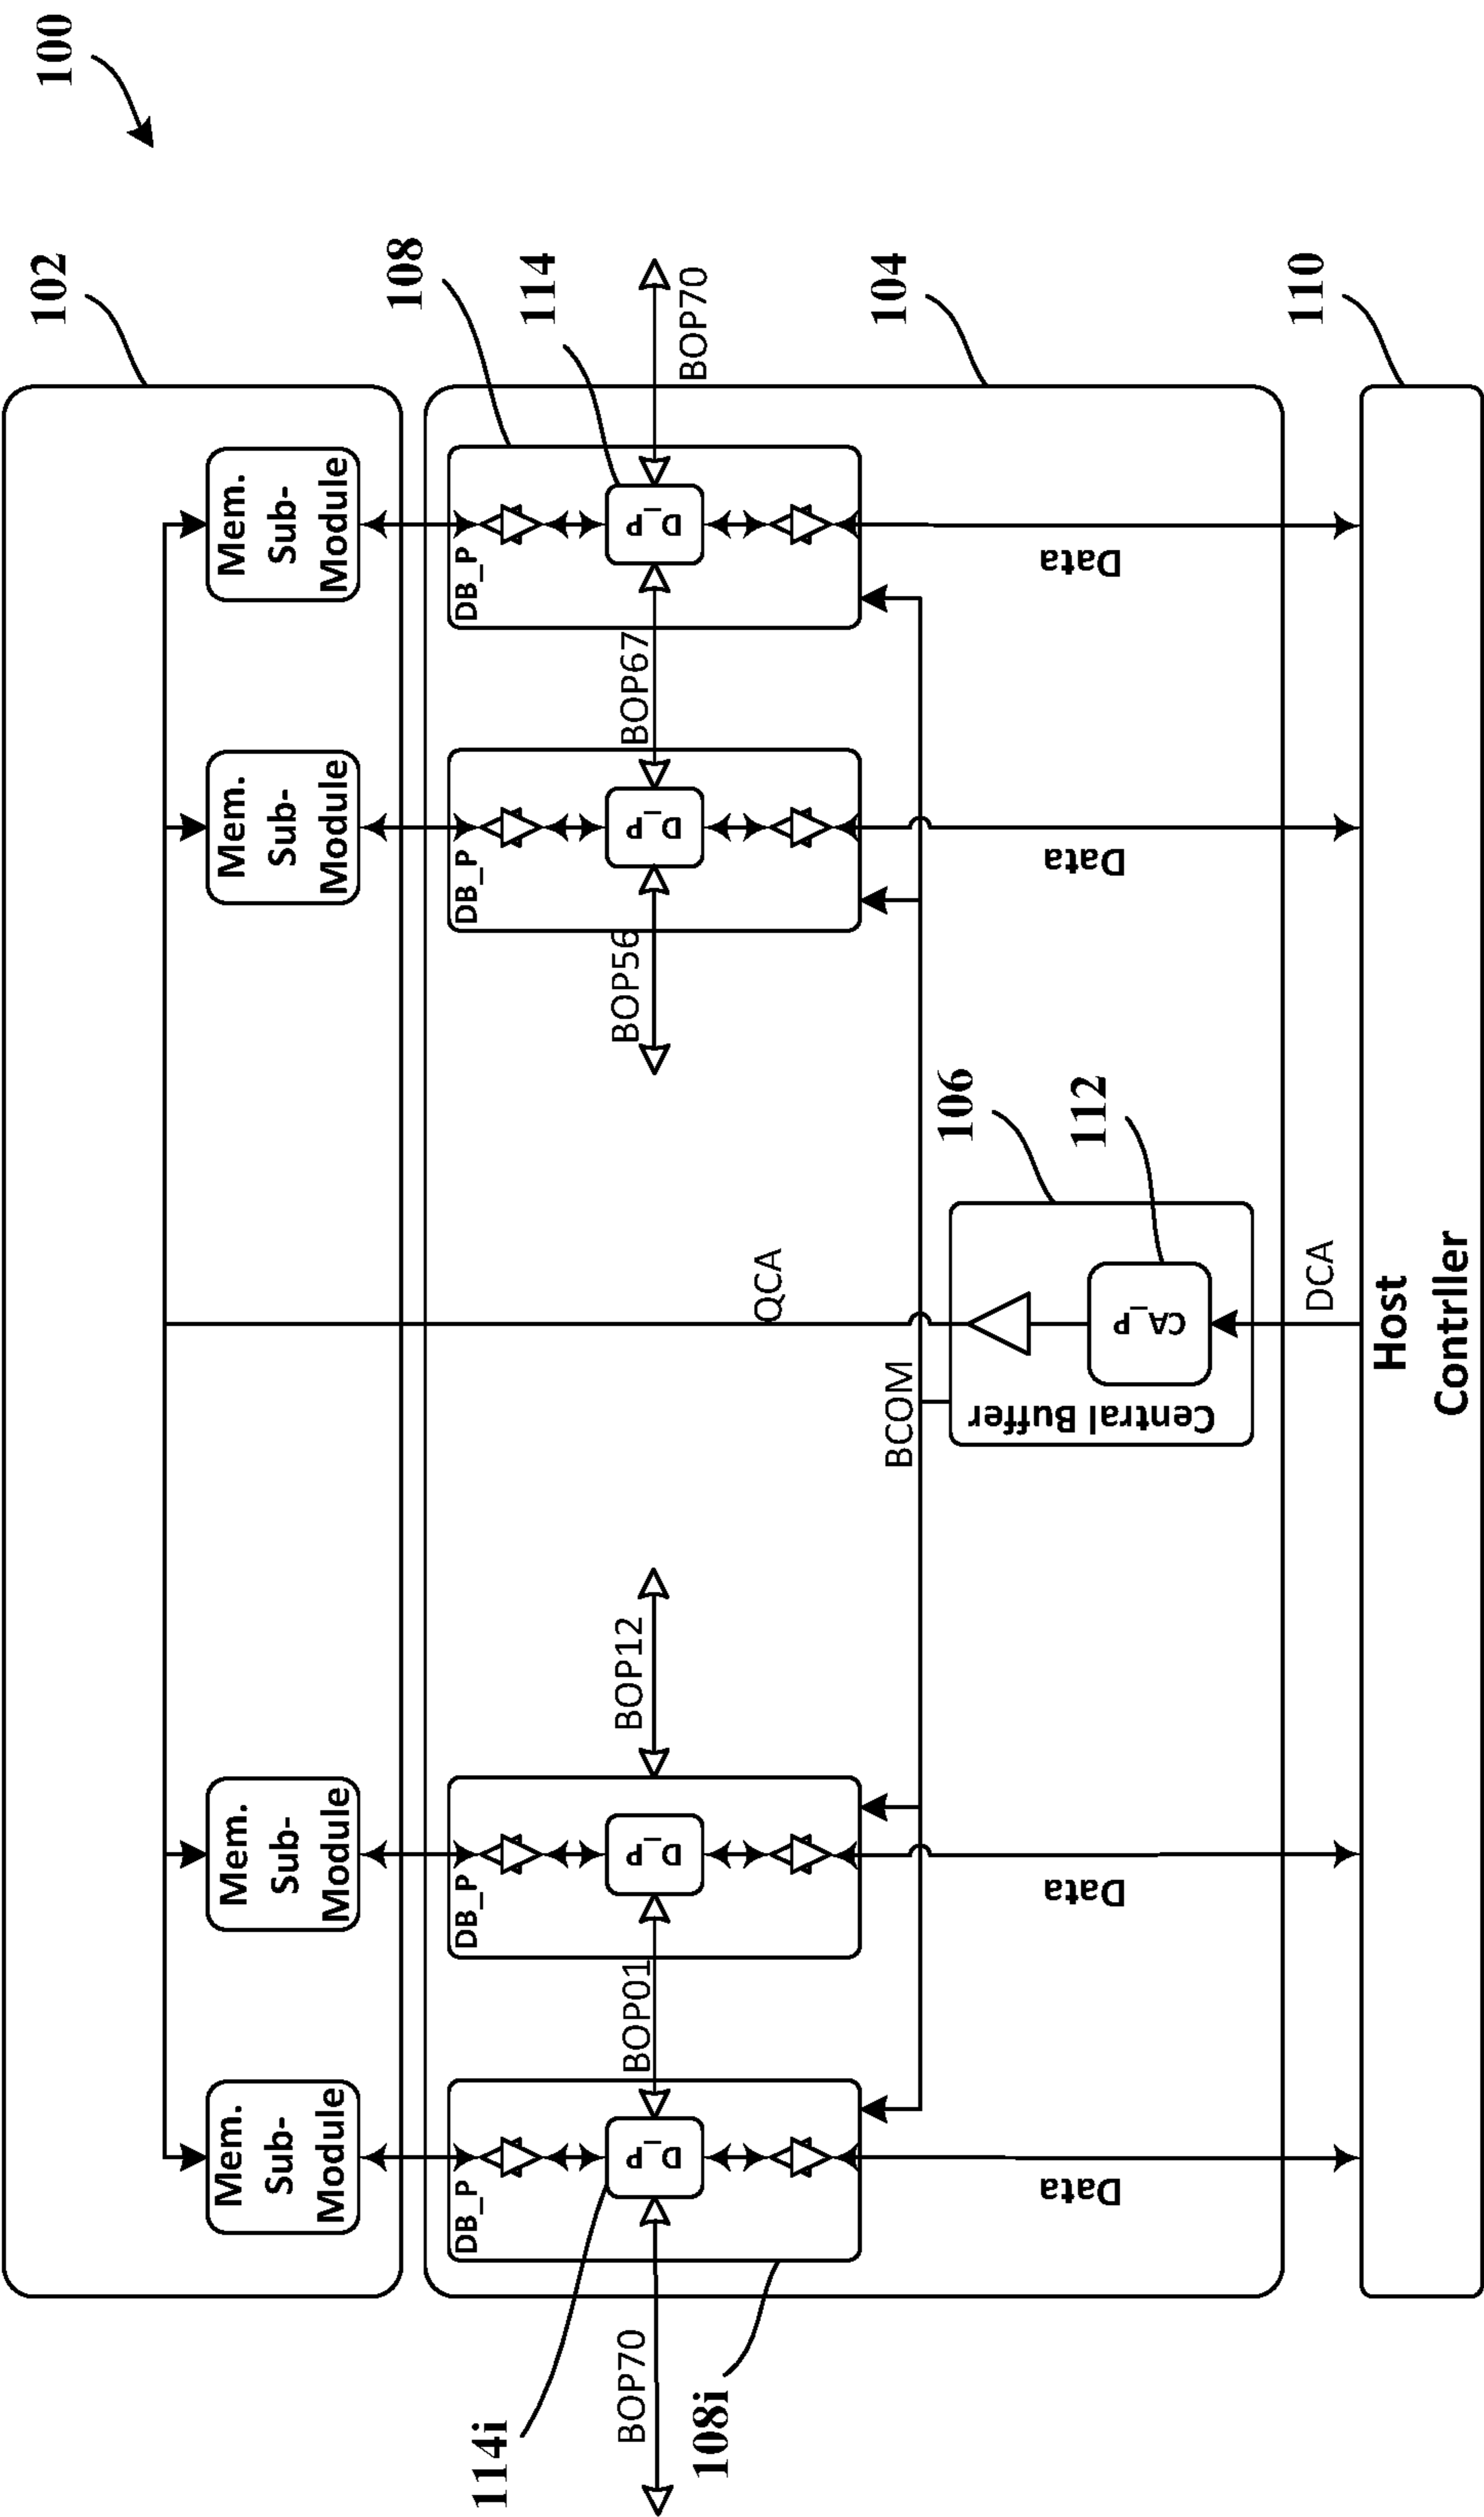 100
102
Mem.
Sub-
Module
Mem.
Sub-
Module
Mem.
Sub-
Module
Mem.
Sub-
Module
108
114
DB_P
DB_P
DB_P
DB_P
114i
BOP70
D_P
BOP01
D_P
BOP12
BOP56
D_P
BOP67
D_P
BOP70
108i
QCA
104
BCOM
106
Central Buffer
CA_P
112
Data
Data
Data
Data
DCA
110
Host
Contrller